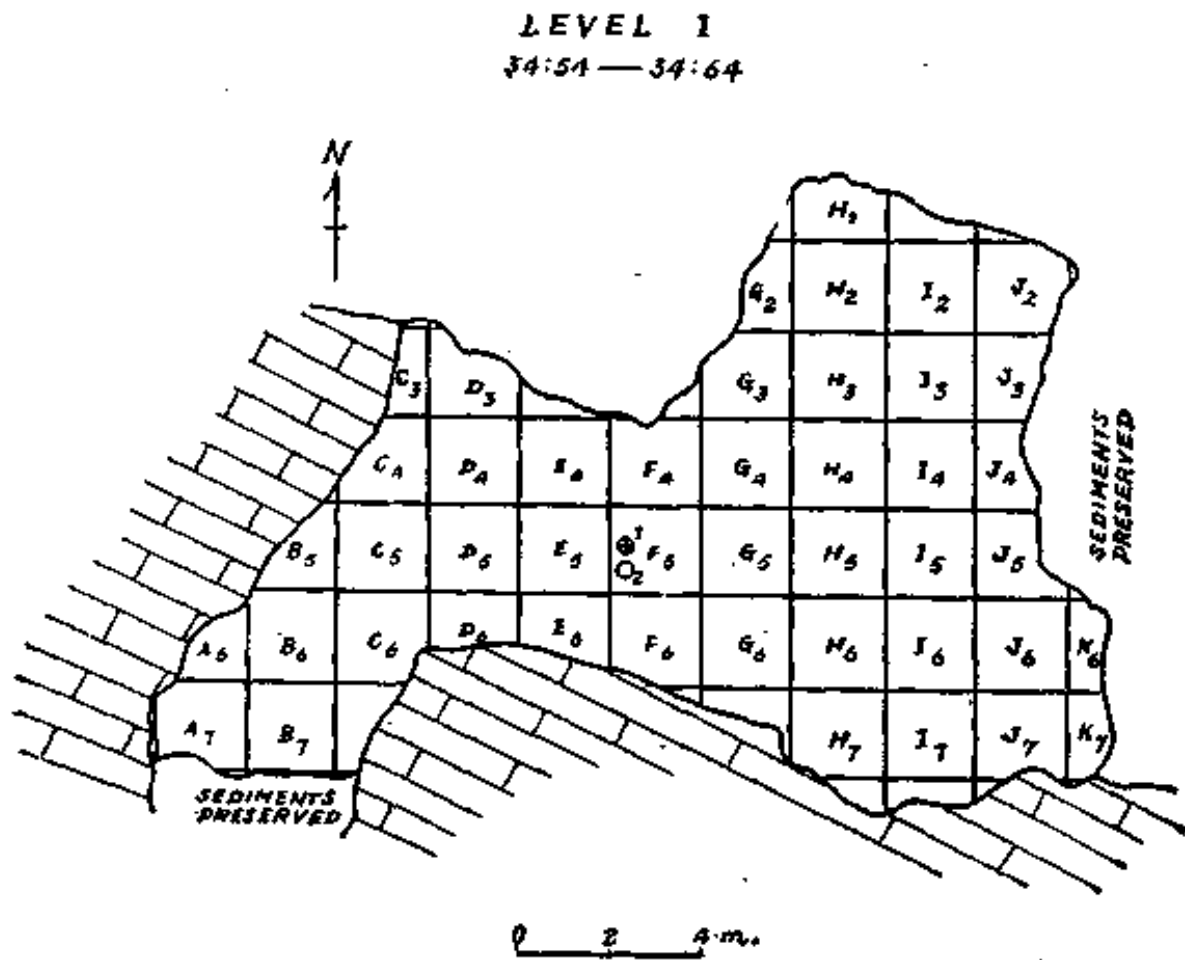 LEVEL I
34:54 — 34:64
N
H1
G2 H2 I2 J2
C3 D3 G3 H3 I3 J3
C4 D4 E4 F4 G4 H4 I4 J4
SEDIMENTS
PRESERVED
B5 C5 D5 E5 1 F5 G5 H5 I5 J5
2
A6 B6 C6 D6 E6 F6 G6 H6 I6 J6 K6
A7 B7 H7 I7 J7 K7
SEDIMENTS
PRESERVED
0 2 4 m.